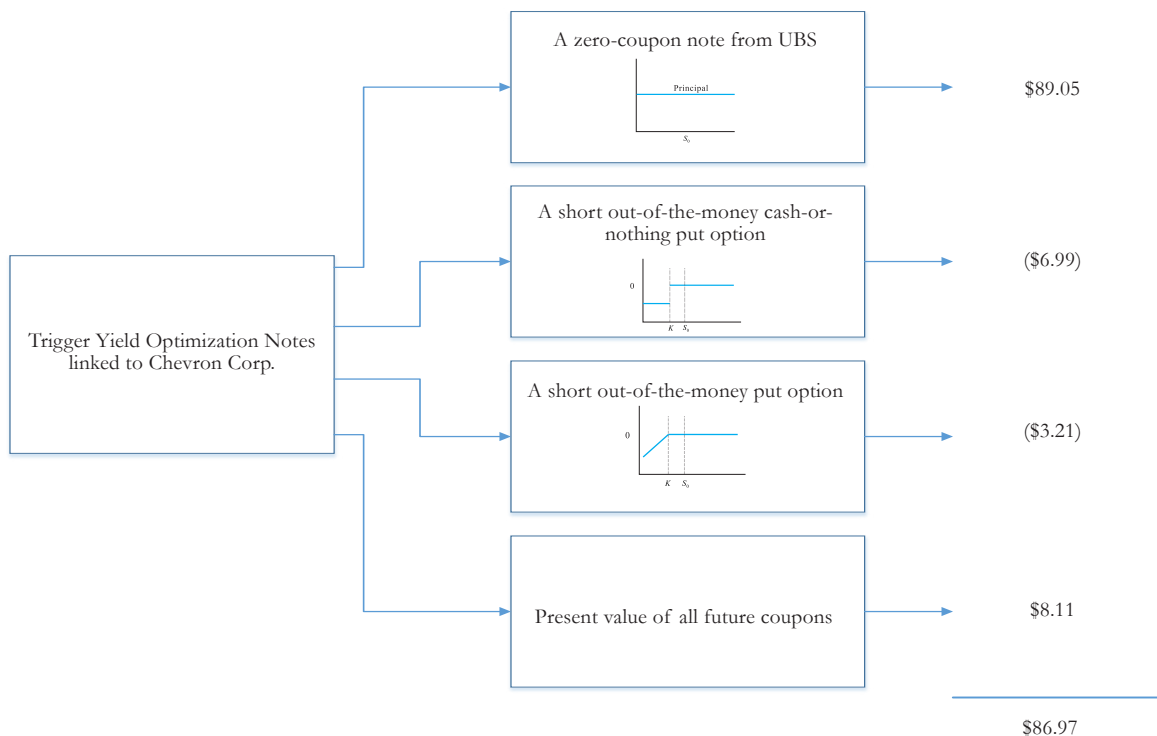 A zero-coupon note from UBS
Principal
S₀
$89.05
A short out-of-the-money cash-or-
nothing put option
0
K S₀
($6.99)
Trigger Yield Optimization Notes
linked to Chevron Corp.
A short out-of-the-money put option
0
K S₀
($3.21)
Present value of all future coupons
$8.11
$86.97